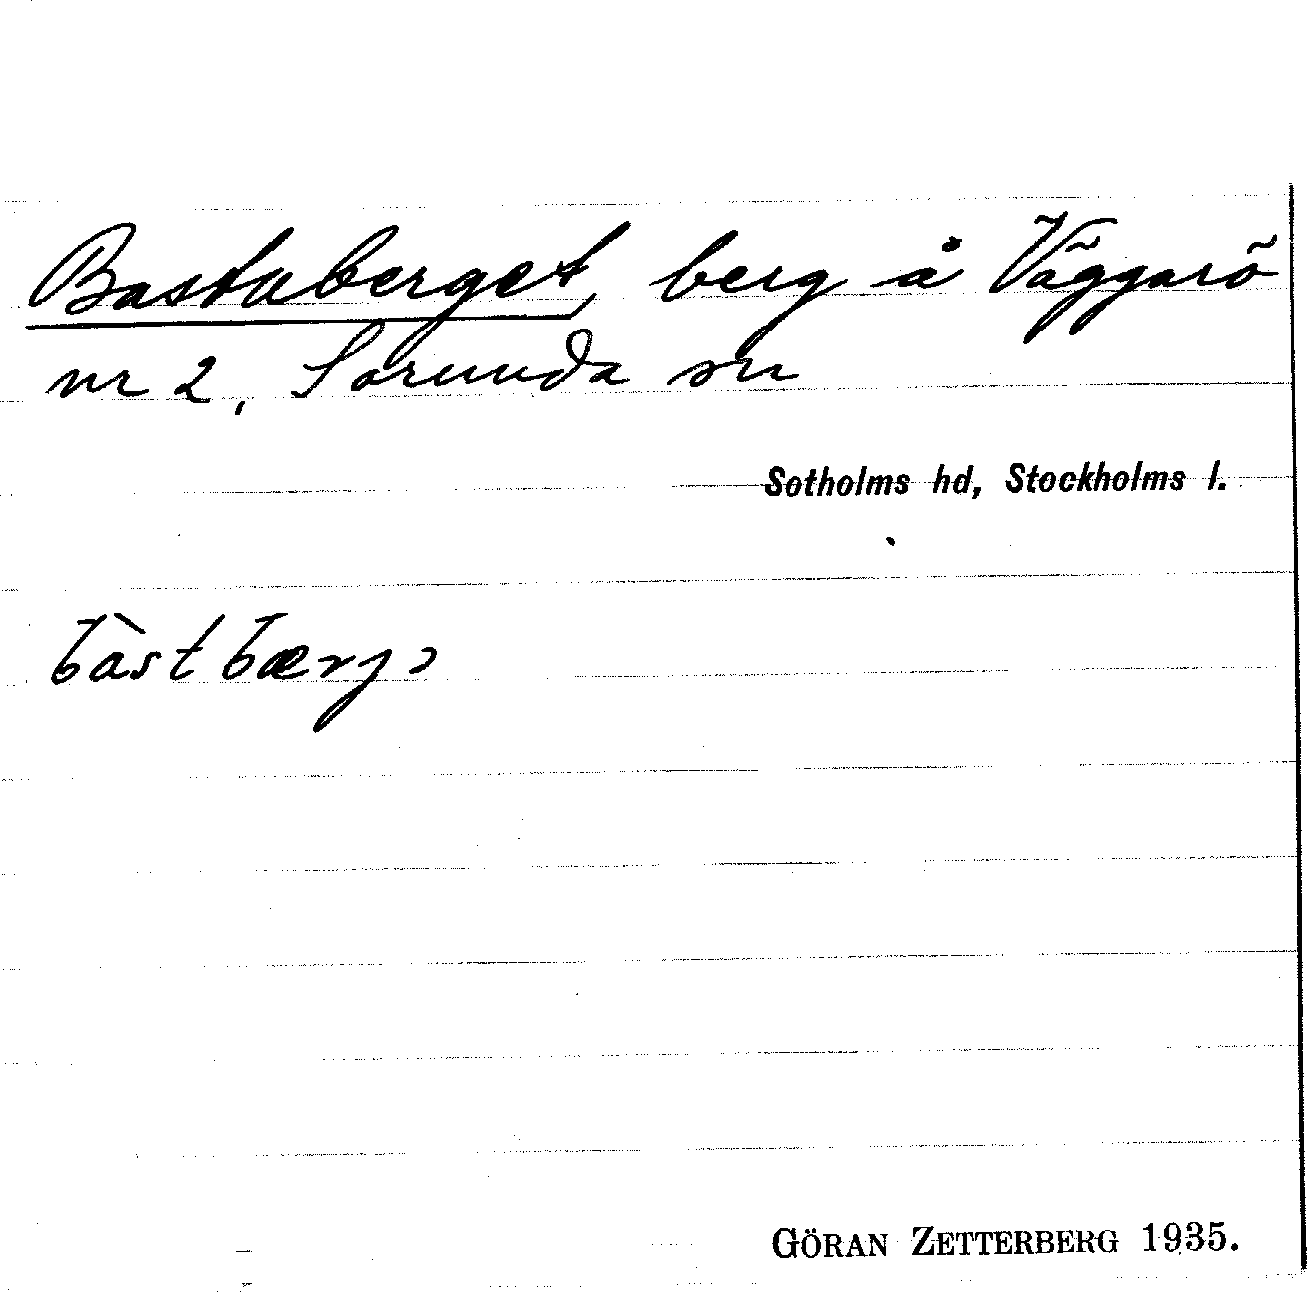 Bastuberget, berg å Väggarö
nr 2, Sorunda sn
Sotholms hd, Stockholms l.
bàstbærjə
GÖRAN ZETTERBERG 1935.